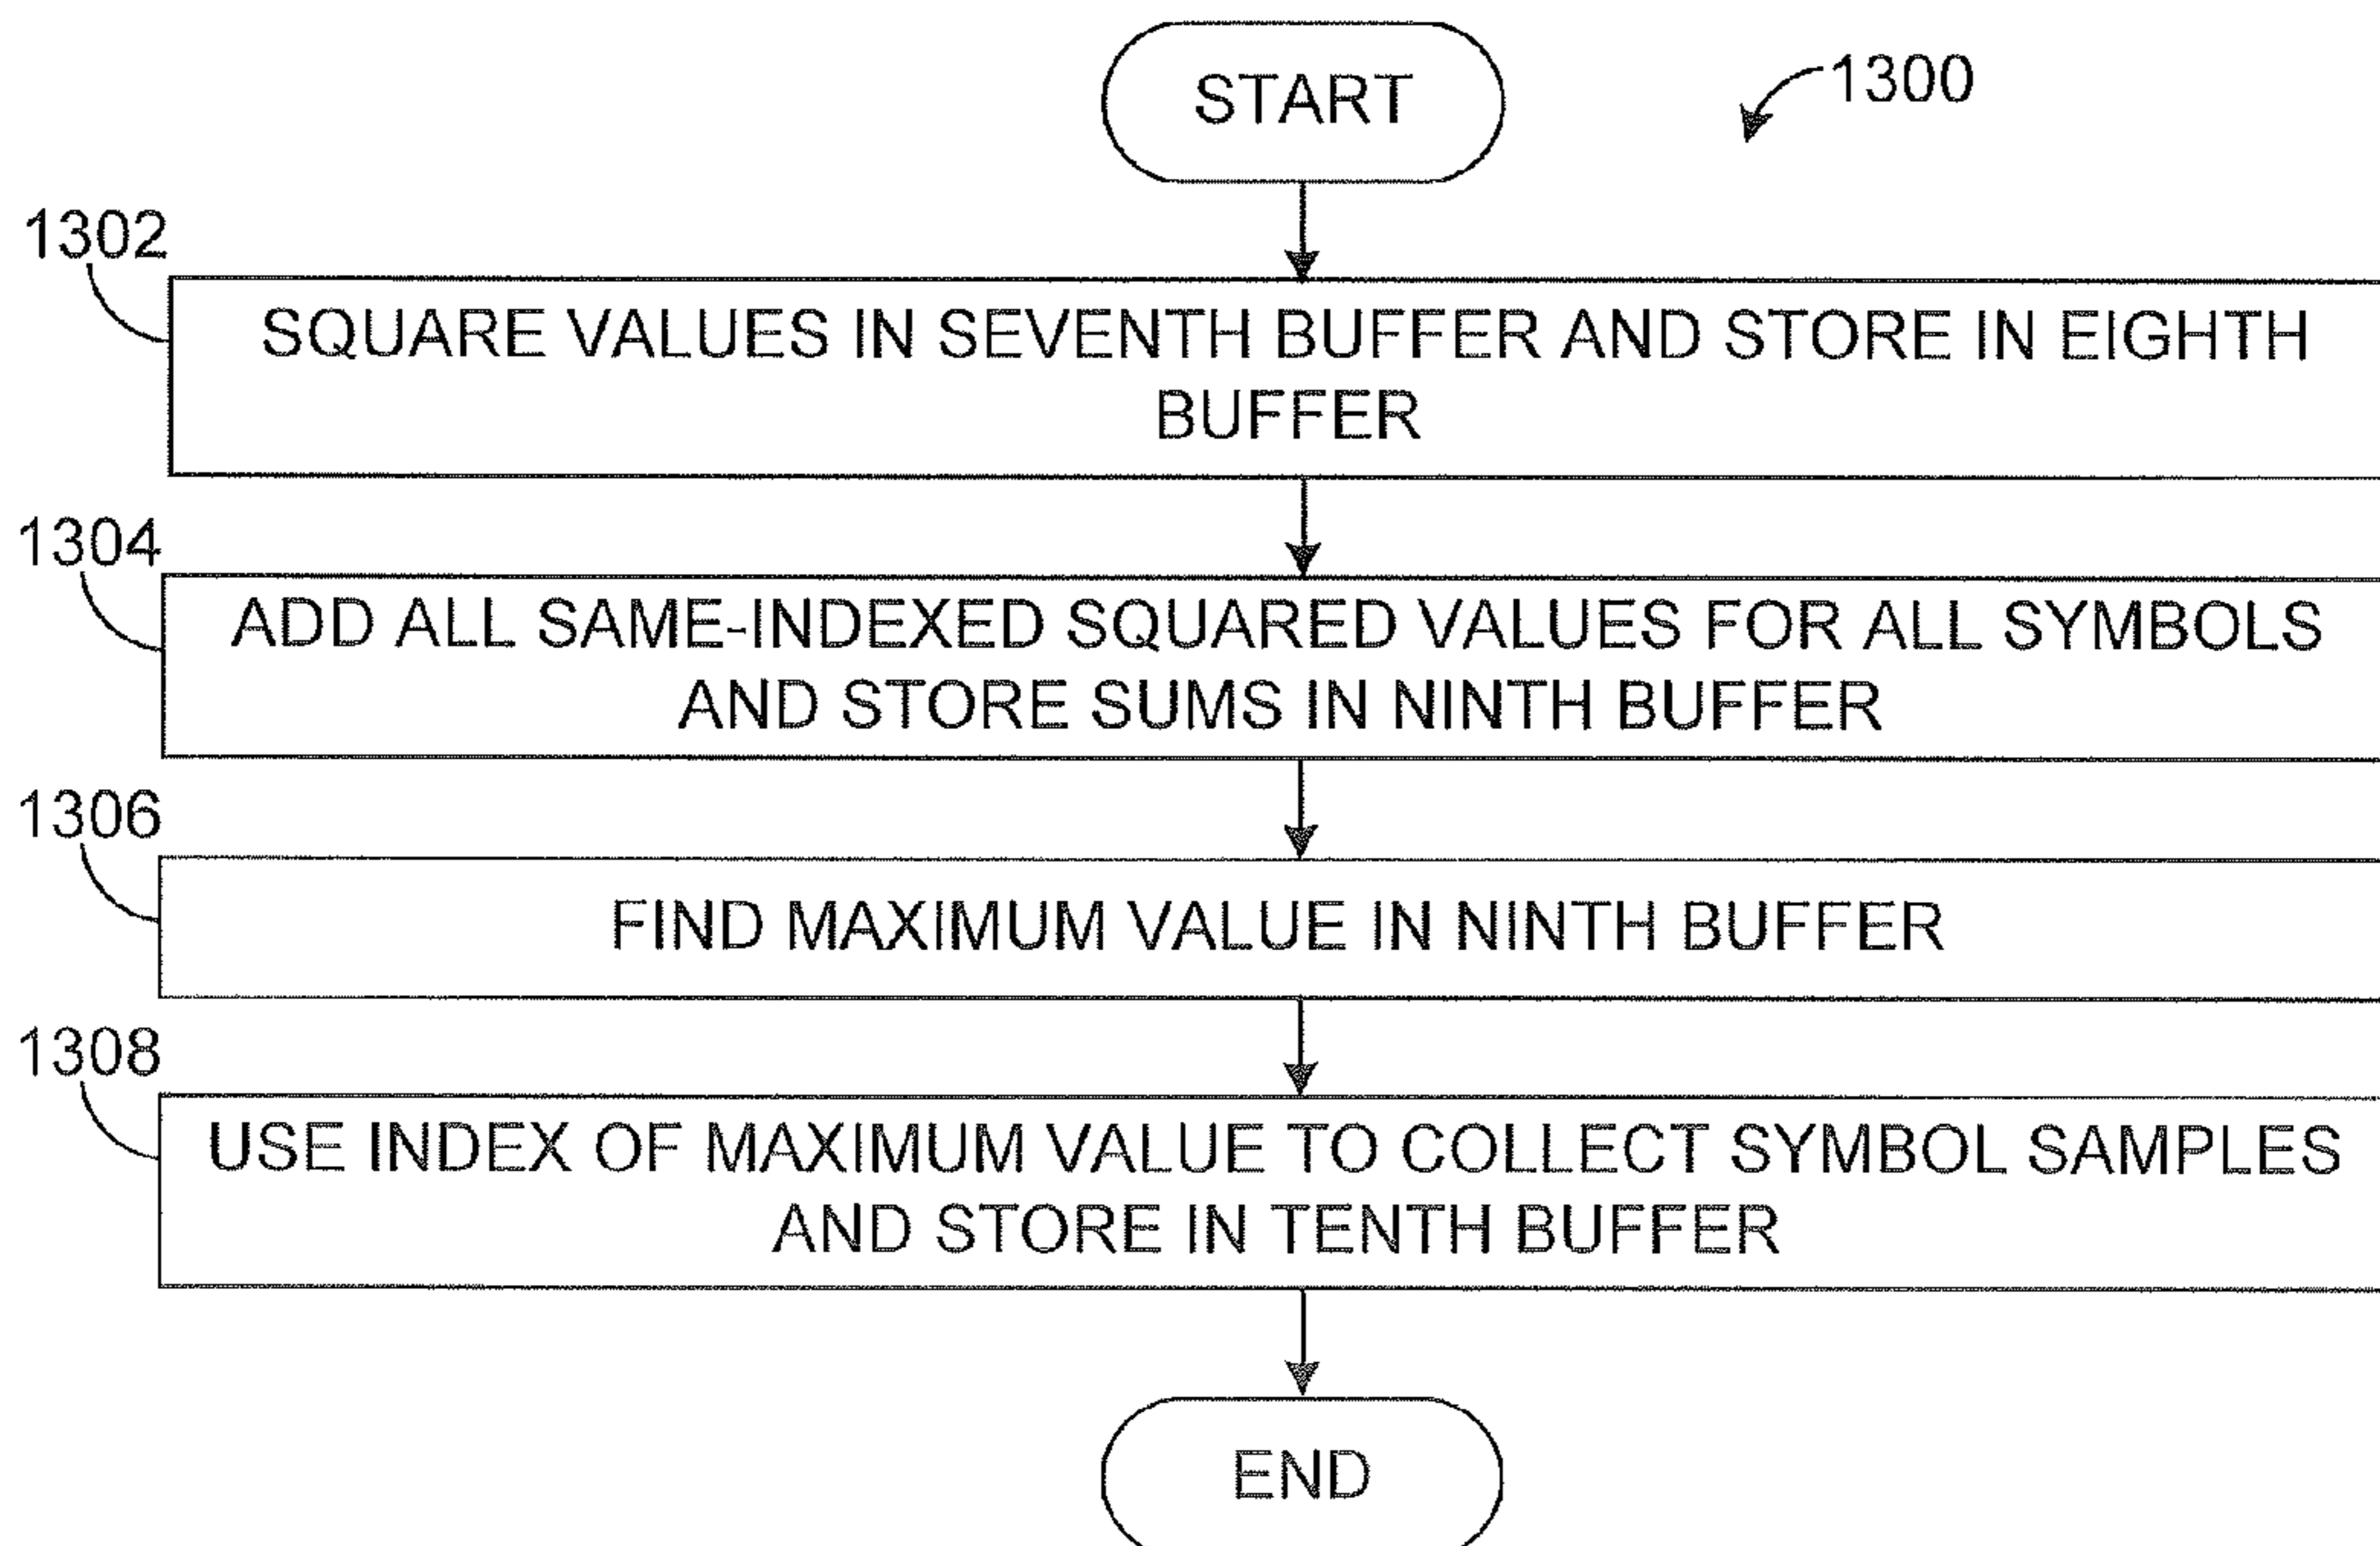 START
1300
1302
SQUARE VALUES IN SEVENTH BUFFER AND STORE IN EIGHTH
BUFFER
1304
ADD ALL SAME-INDEXED SQUARED VALUES FOR ALL SYMBOLS
AND STORE SUMS IN NINTH BUFFER
1306
FIND MAXIMUM VALUE IN NINTH BUFFER
1308
USE INDEX OF MAXIMUM VALUE TO COLLECT SYMBOL SAMPLES
AND STORE IN TENTH BUFFER
END